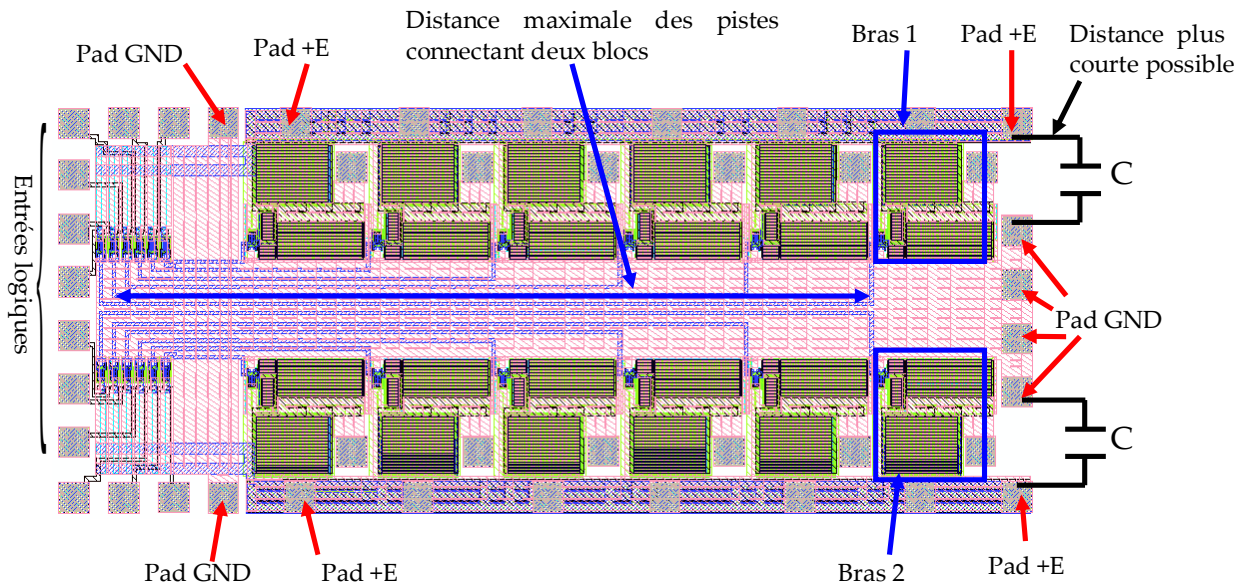 Distance maximale des pistes
connectant deux blocs
Bras 1
Pad +E
Distance plus
courte possible
Pad GND
Pad +E
C
Entrées logiques
Pad GND
C
Pad GND
Pad +E
Bras 2
Pad +E